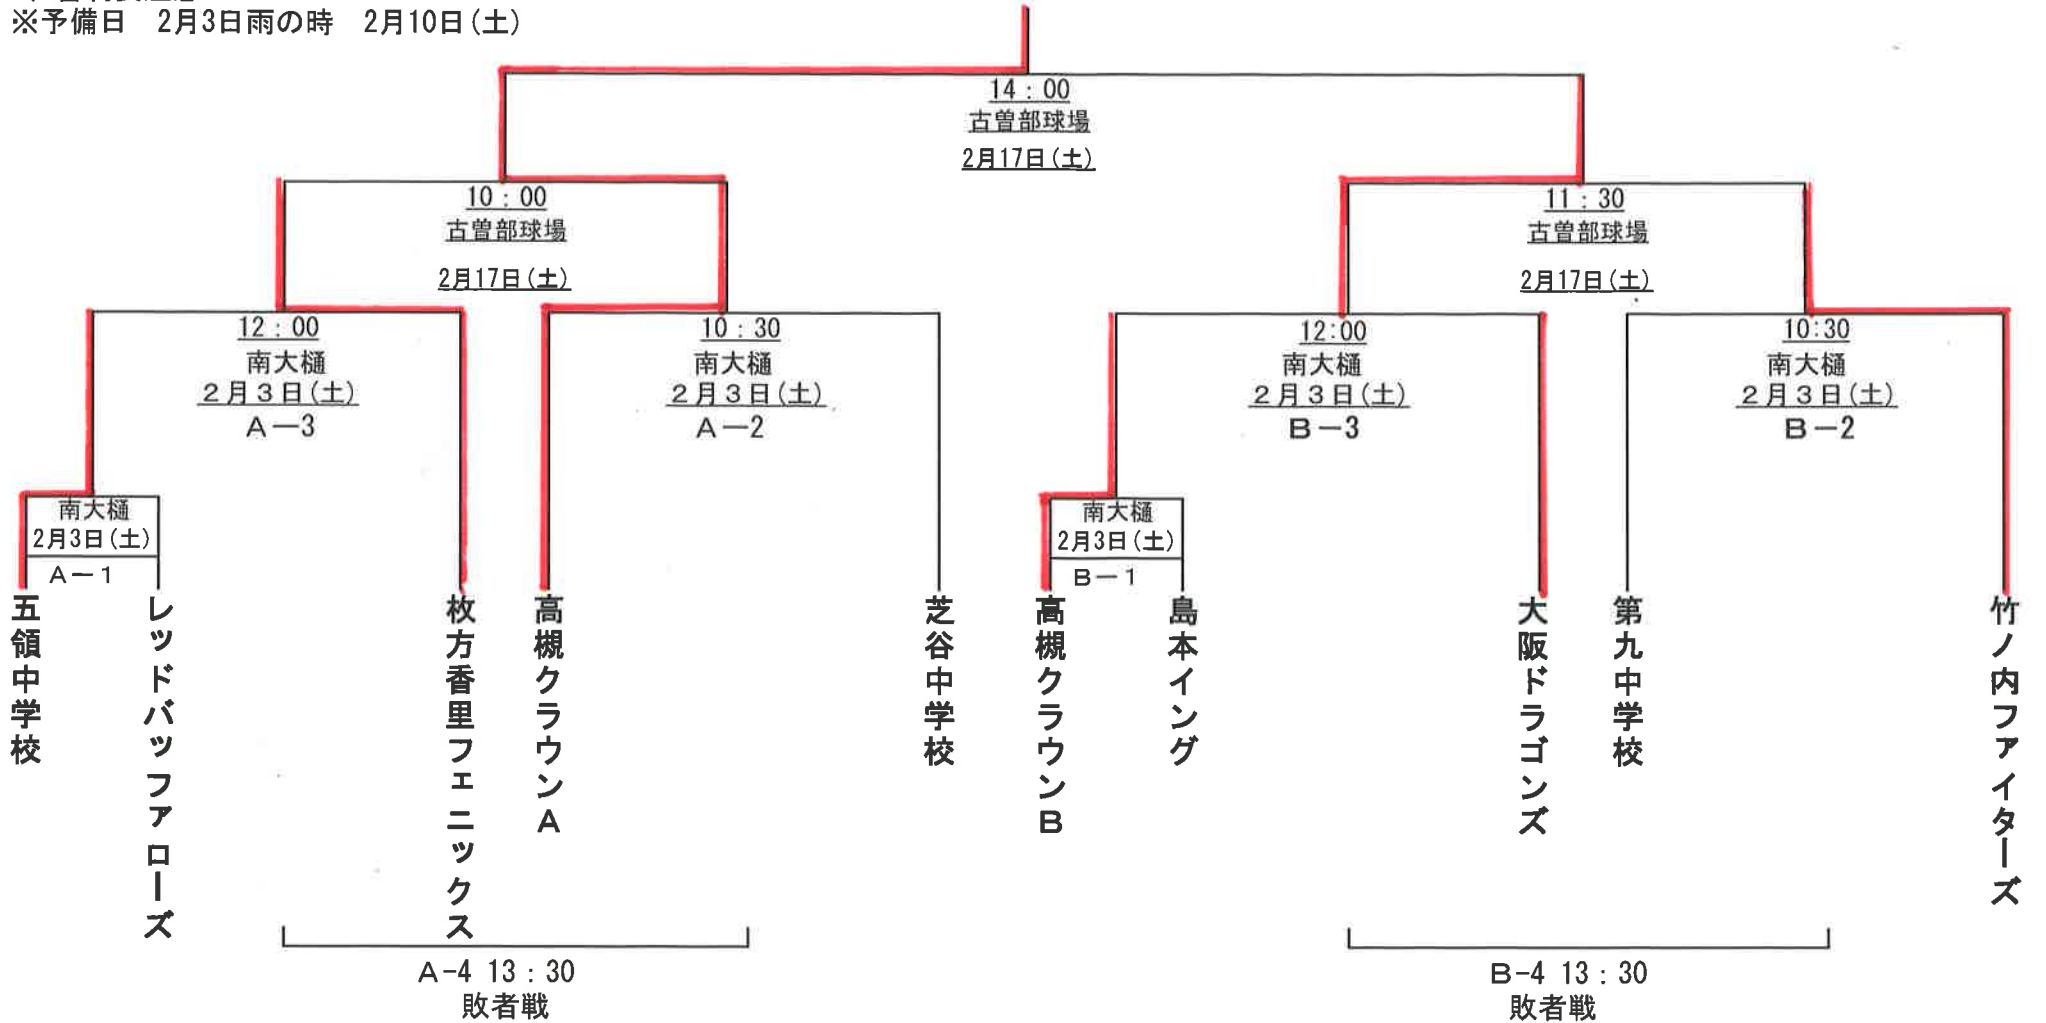 ※予備日　2月3日雨の時　2月10日(土)
14：00
古曽部球場
2月17日(土)
10：00
古曽部球場
2月17日(土)
11：30
古曽部球場
2月17日(土)
12：00
南大樋
２月３日(土)
Ａ－3
10：30
南大樋
２月３日(土)
Ａ－2
12:00
南大樋
２月３日(土)
Ｂ－3
10:30
南大樋
２月３日(土)
Ｂ－2
南大樋
2月3日(土)
Ａ－1
南大樋
2月3日(土)
Ｂ－1
五領中学校
レッドバッファローズ
枚方香里フェニックス
高槻クラウンＡ
芝谷中学校
高槻クラウンＢ
島本イング
大阪ドラゴンズ
第九中学校
竹ノ内ファイターズ
Ａ-4 13：30
敗者戦
Ｂ-4 13：30
敗者戦